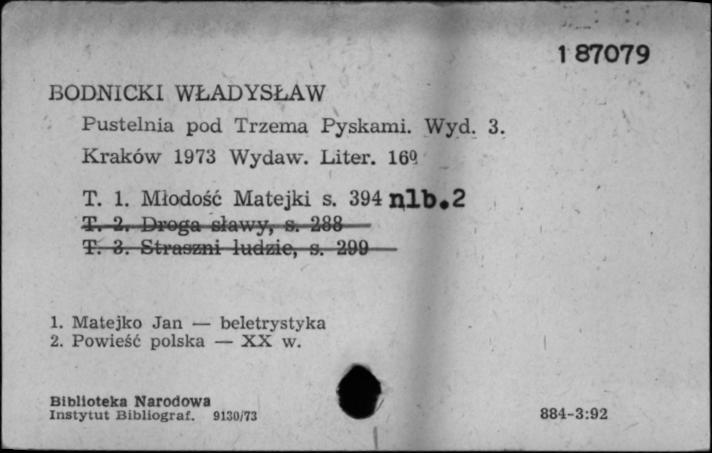 1 87079
BODNICKI WŁADYSŁAW
Pustelnia pod Trzema Pyskami. Wyd. 3.
Kraków 1973 Wydaw. Liter. 16º
T. 1. Młodość Matejki s. 394 nlb.2
T. 2. Droga sławy, s. 288
T. 3. Straszni ludzie, s. 299
1. Matejko Jan — beletrystyka
2. Powieść polska — XX w.
Biblioteka Narodowa
Instytut Bibliograf. 9130/73
884-3:92